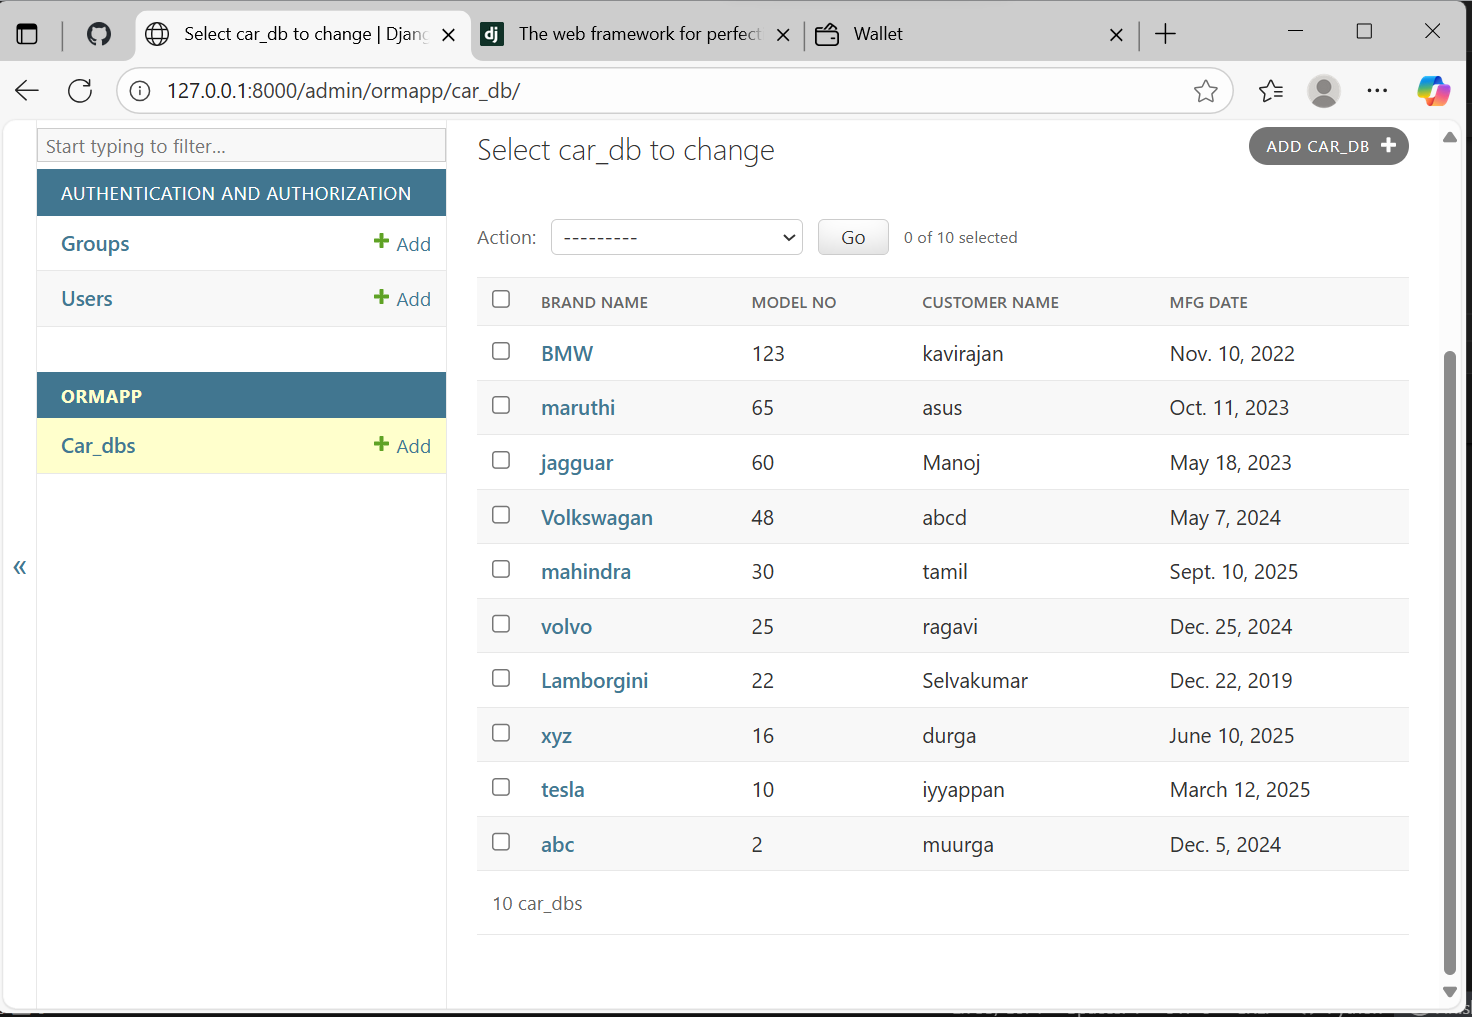 Select car_db to change | Djang
The web framework for perfect
Wallet
127.0.0.1:8000/admin/ormapp/car_db/
Start typing to filter...
AUTHENTICATION AND AUTHORIZATION
Groups + Add
Users + Add
ORMAPP
Car_dbs + Add
«
Select car_db to change
ADD CAR_DB +
Action: --------- Go 0 of 10 selected
BRAND NAME MODEL NO CUSTOMER NAME MFG DATE
BMW 123 kavirajan Nov. 10, 2022
maruthi 65 asus Oct. 11, 2023
jagguar 60 Manoj May 18, 2023
Volkswagan 48 abcd May 7, 2024
mahindra 30 tamil Sept. 10, 2025
volvo 25 ragavi Dec. 25, 2024
Lamborgini 22 Selvakumar Dec. 22, 2019
xyz 16 durga June 10, 2025
tesla 10 iyyappan March 12, 2025
abc 2 muurga Dec. 5, 2024
10 car_dbs